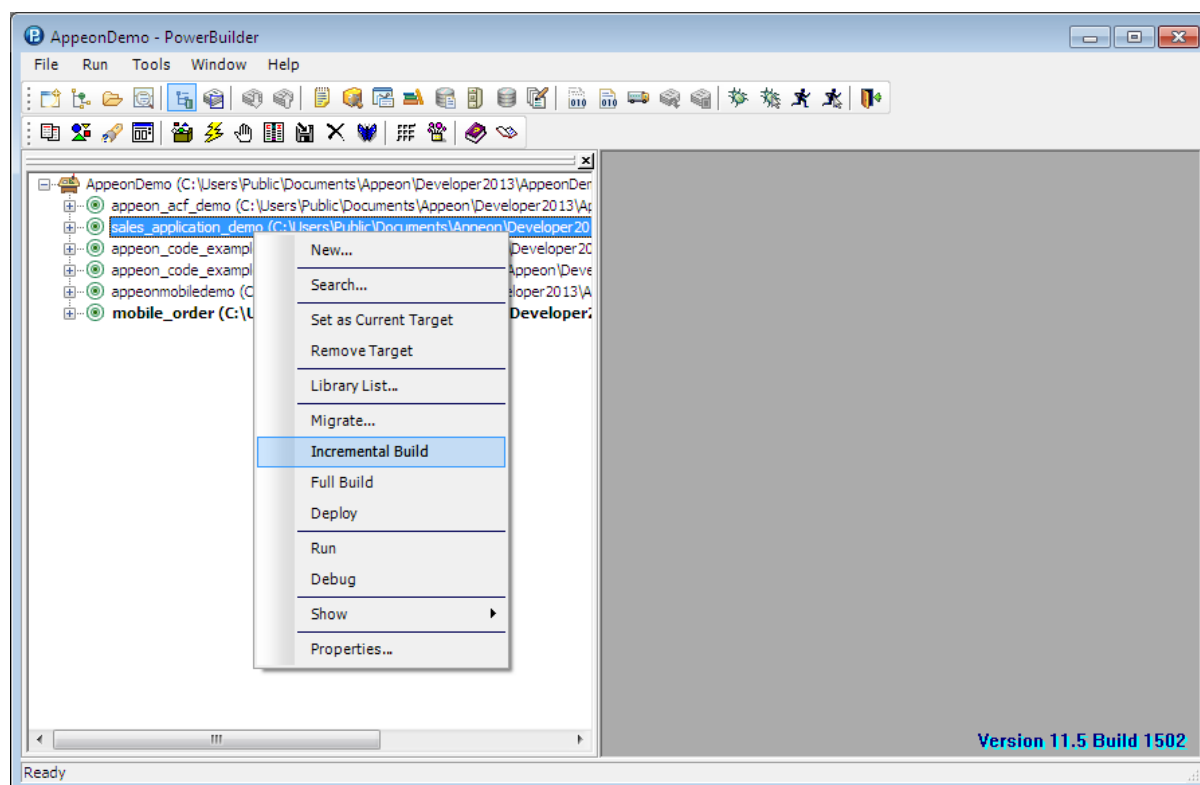 AppeonDemo - PowerBuilder
File Run Tools Window Help
AppeonDemo (C:\Users\Public\Documents\Appeon\Developer2013\AppeonDer
appeon_acf_demo (C:\Users\Public\Documents\Appeon\Developer2013\Ap
sales_application_demo (C:\Users\Public\Documents\Appeon\Developer20
appeon_code_exampl Developer20
appeon_code_exampl Appeon\Deve
appeonmobiledemo (C eloper2013\A
mobile_order (C:\U Developer2
New...
Search...
Set as Current Target
Remove Target
Library List...
Migrate...
Incremental Build
Full Build
Deploy
Run
Debug
Show
Properties...
Version 11.5 Build 1502
Ready